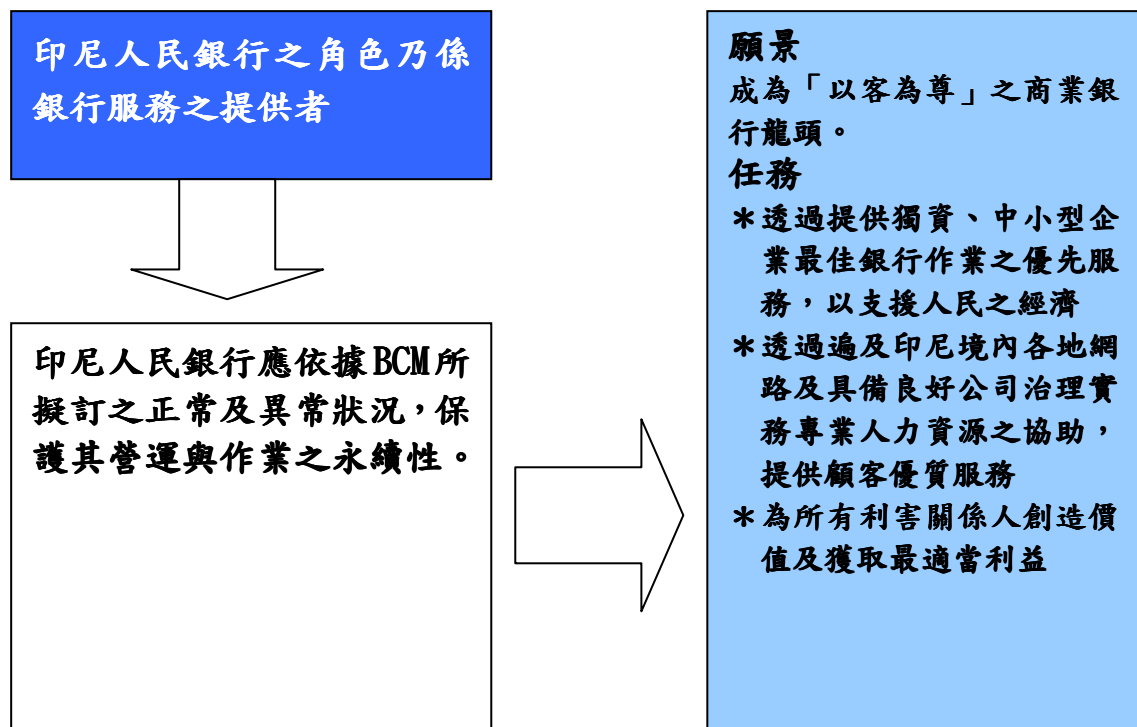 印尼人民銀行之角色乃係
銀行服務之提供者
印尼人民銀行應依據BCM所
擬訂之正常及異常狀況，保
護其營運與作業之永續性。
願景
成為「以客為尊」之商業銀
行龍頭。
任務
＊透過提供獨資、中小型企
業最佳銀行作業之優先服
務，以支援人民之經濟
＊透過遍及印尼境內各地網
路及具備良好公司治理實
務專業人力資源之協助，
提供顧客優質服務
＊為所有利害關係人創造價
值及獲取最適當利益